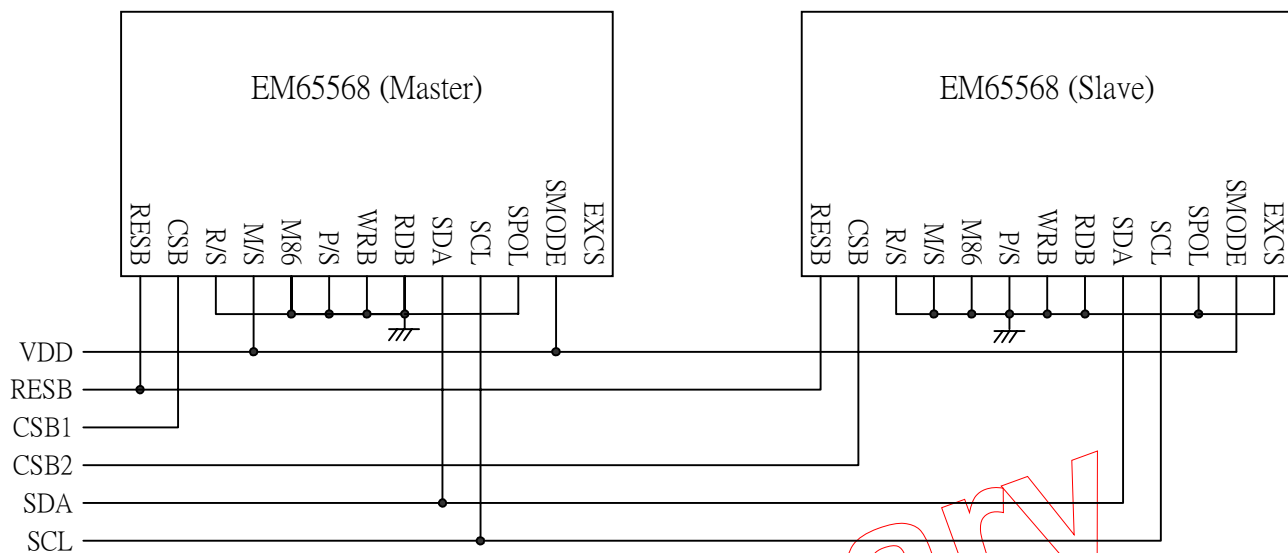 EM65568 (Master)
EM65568 (Slave)
RESB
CSB
R/S
M/S
M86
P/S
WRB
RDB
SDA
SCL
SPOL
SMODE
EXCS
RESB
CSB
R/S
M/S
M86
P/S
WRB
RDB
SDA
SCL
SPOL
SMODE
EXCS
VDD
RESB
CSB1
CSB2
SDA
SCL
ary